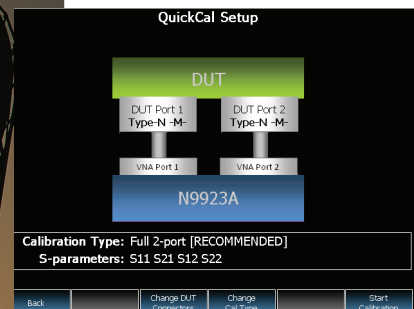 QuickCal Setup
DUT
DUT Port 1
Type-N -M-
DUT Port 2
Type-N -M-
VNA Port 1
VNA Port 2
N9923A
Calibration Type: Full 2-port [RECOMMENDED]
S-parameters: S11 S21 S12 S22
Back
Change DUT
Connectors
Change
Cal Type
Start
Calibration